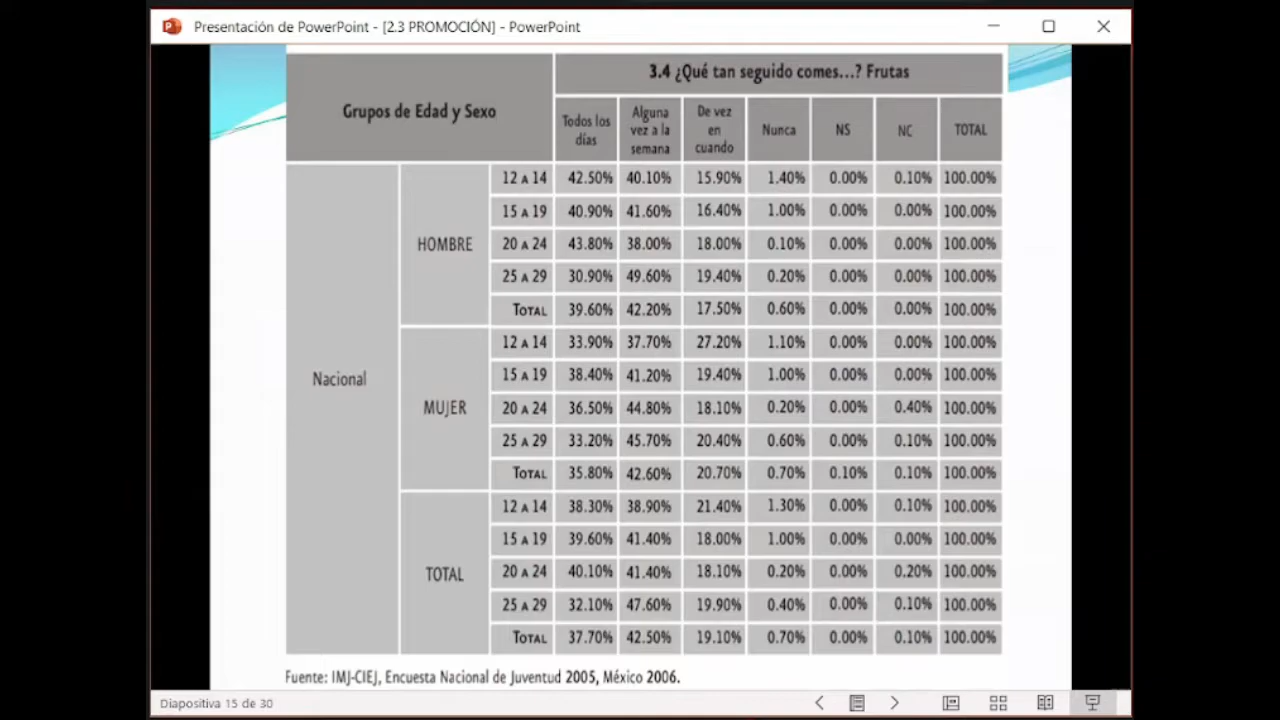 Presentación de PowerPoint - [2.3 PROMOCIÓN] - PowerPoint
Grupos de Edad y Sexo
3.4 ¿Qué tan seguido comes...? Frutas
Todos los días
Alguna vez a la semana
De vez en cuando
Nunca
NS
NC
TOTAL
Nacional
HOMBRE
12 A 14 42.50% 40.10% 15.90% 1.40% 0.00% 0.10% 100.00%
15 A 19 40.90% 41.60% 16.40% 1.00% 0.00% 0.00% 100.00%
20 A 24 43.80% 38.00% 18.00% 0.10% 0.00% 0.00% 100.00%
25 A 29 30.90% 49.60% 19.40% 0.20% 0.00% 0.00% 100.00%
TOTAL 39.60% 42.20% 17.50% 0.60% 0.00% 0.00% 100.00%
MUJER
12 A 14 33.90% 37.70% 27.20% 1.10% 0.00% 0.00% 100.00%
15 A 19 38.40% 41.20% 19.40% 1.00% 0.00% 0.00% 100.00%
20 A 24 36.50% 44.80% 18.10% 0.20% 0.00% 0.40% 100.00%
25 A 29 33.20% 45.70% 20.40% 0.60% 0.00% 0.10% 100.00%
TOTAL 35.80% 42.60% 20.70% 0.70% 0.10% 0.10% 100.00%
TOTAL
12 A 14 38.30% 38.90% 21.40% 1.30% 0.00% 0.10% 100.00%
15 A 19 39.60% 41.40% 18.00% 1.00% 0.00% 0.00% 100.00%
20 A 24 40.10% 41.40% 18.10% 0.20% 0.00% 0.20% 100.00%
25 A 29 32.10% 47.60% 19.90% 0.40% 0.00% 0.10% 100.00%
TOTAL 37.70% 42.50% 19.10% 0.70% 0.00% 0.10% 100.00%
Fuente: IMJ-CIEJ, Encuesta Nacional de Juventud 2005, México 2006.
Diapositiva 15 de 30